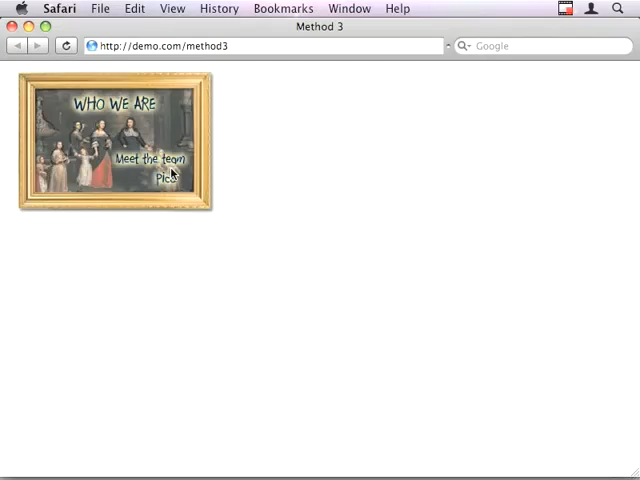 Safari File Edit View History Bookmarks Window Help
Method 3
http://demo.com/method3
Google
WHO WE ARE
Meet the team